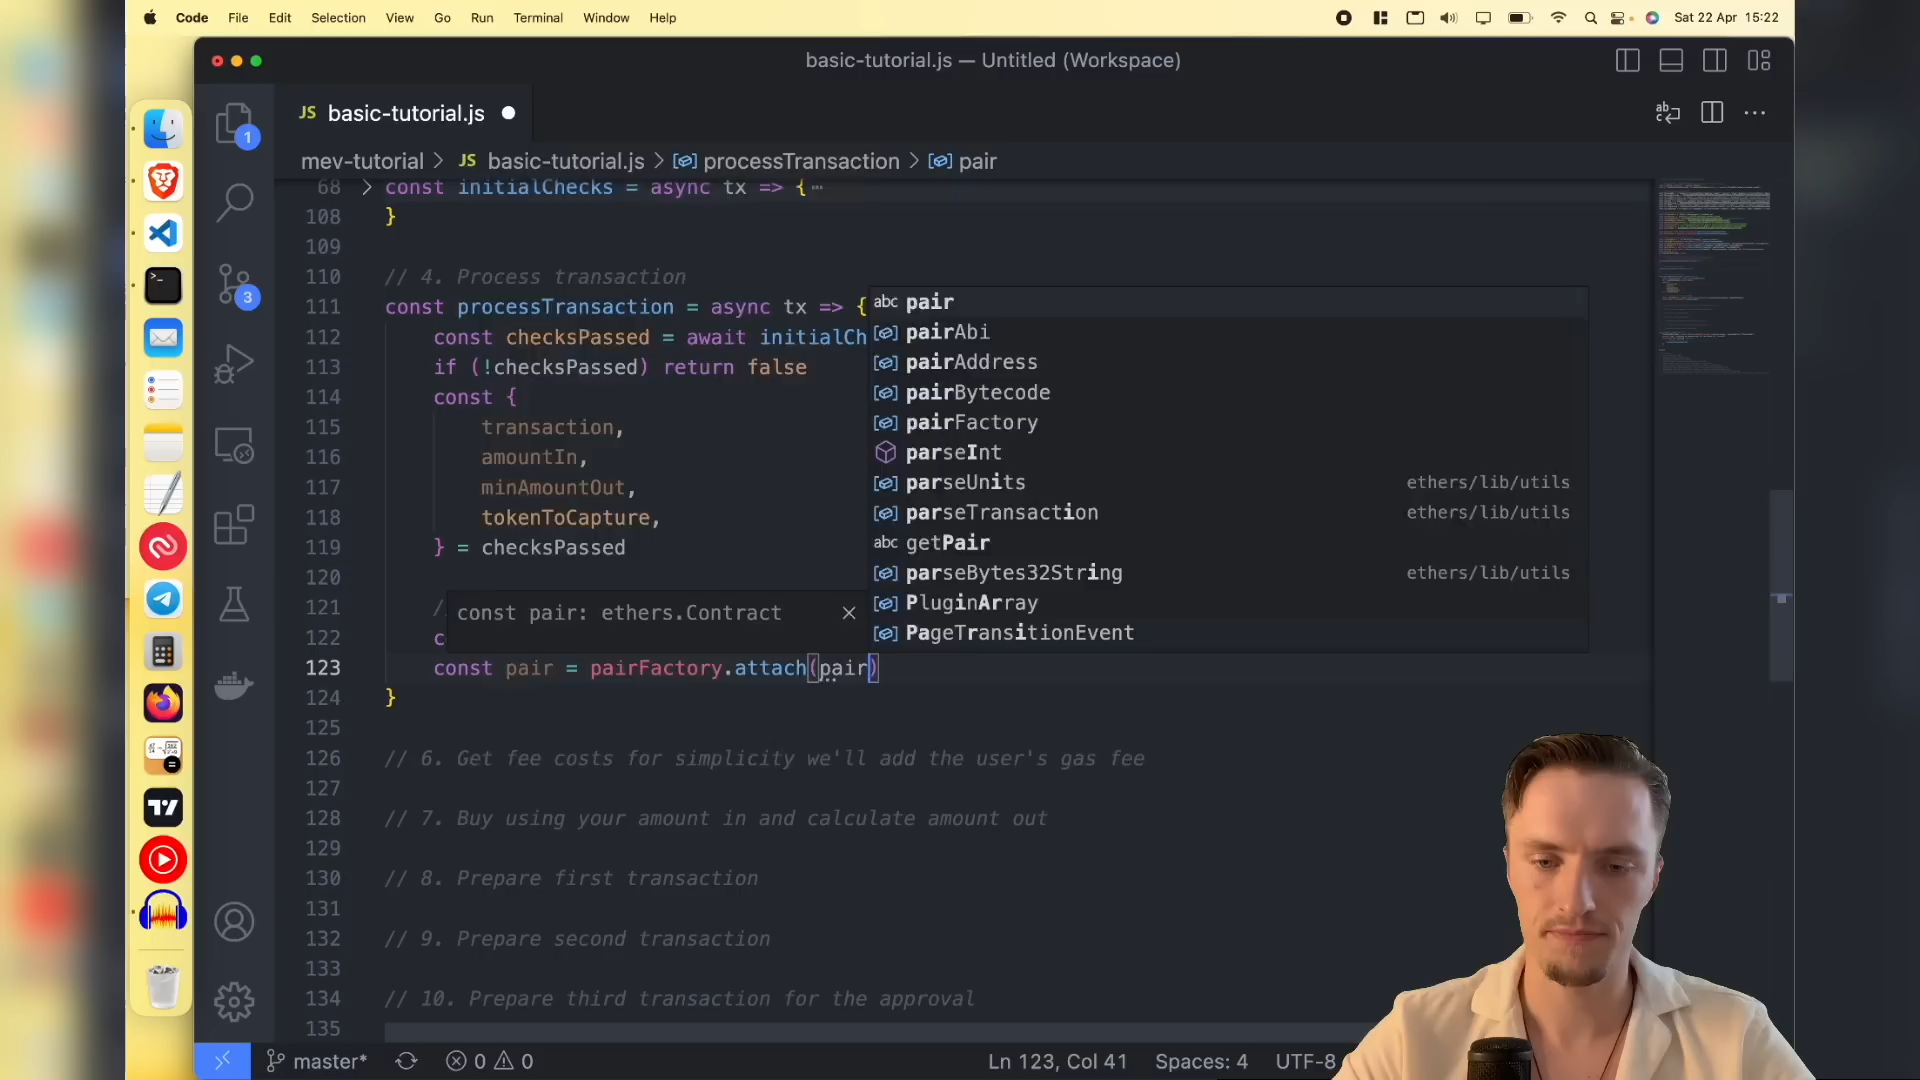 Code File Edit Selection View Go Run Terminal Window Help Sat 22 Apr 15:22
basic-tutorial.js — Untitled (Workspace)
JS basic-tutorial.js
mev-tutorial > JS basic-tutorial.js > processTransaction > pair
68 const initialChecks = async tx => {
108 }
109
110 // 4. Process transaction
111 const processTransaction = async tx => {
112 const checksPassed = await initialCh
113 if (!checksPassed) return false
114 const {
115 transaction,
116 amountIn,
117 minAmountOut,
118 tokenToCapture,
119 } = checksPassed
120
121 /
122 c
123 const pair = pairFactory.attach(pair)
124 }
125
126 // 6. Get fee costs for simplicity we'll add the user's gas fee
127
128 // 7. Buy using your amount in and calculate amount out
129
130 // 8. Prepare first transaction
131
132 // 9. Prepare second transaction
133
134 // 10. Prepare third transaction for the approval
135
abc pair
pairAbi
pairAddress
pairBytecode
pairFactory
parseInt
parseUnits ethers/lib/utils
parseTransaction ethers/lib/utils
abc getPair
parseBytes32String ethers/lib/utils
PluginArray
PageTransitionEvent
const pair: ethers.Contract
1
3
master* 0 0 Ln 123, Col 41 Spaces: 4 UTF-8